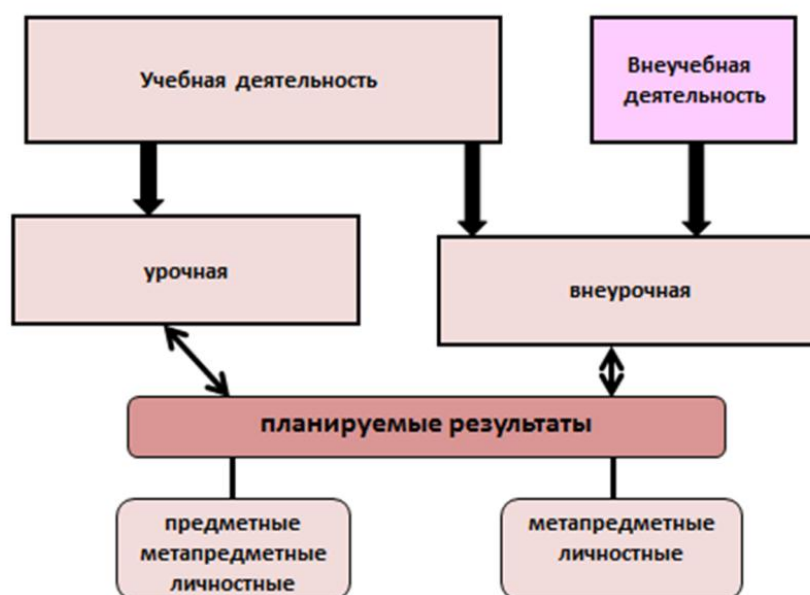 Учебная деятельность
Внеучебная
деятельность
урочная
внеурочная
планируемые результаты
предметные
метапредметные
личностные
метапредметные
личностные